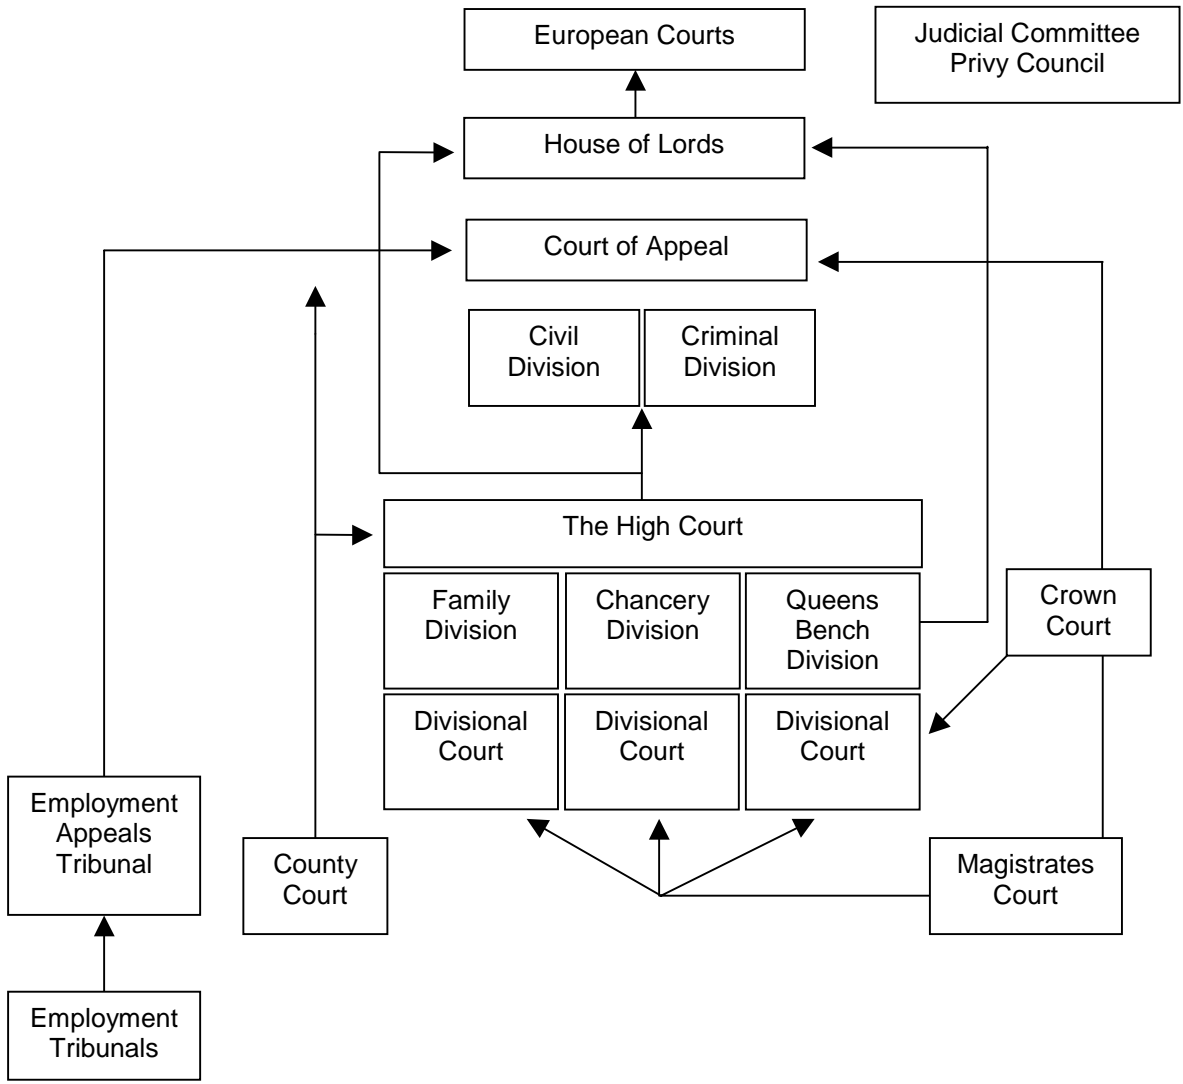 European Courts
Judicial Committee
Privy Council
House of Lords
Court of Appeal
Civil
Division
Criminal
Division
The High Court
Family
Division
Chancery
Division
Queens
Bench
Division
Crown
Court
Divisional
Court
Divisional
Court
Divisional
Court
Employment
Appeals
Tribunal
County
Court
Magistrates
Court
Employment
Tribunals